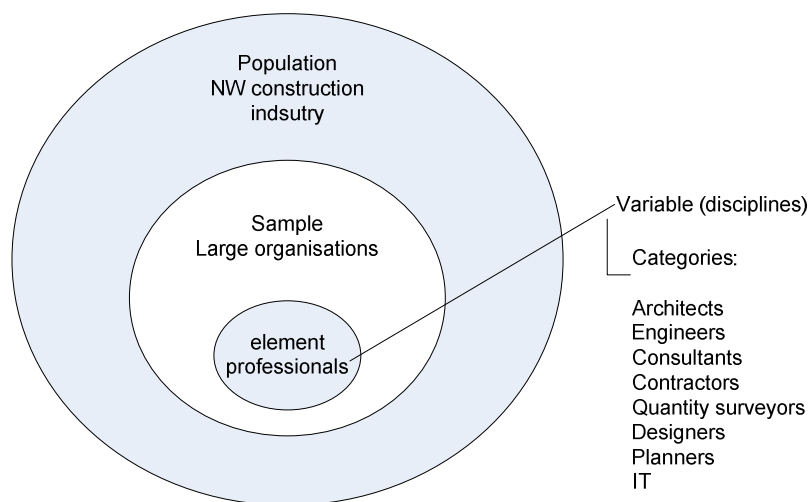 Population
NW construction
indsutry
Sample
Large organisations
element
professionals
Variable (disciplines)
Categories:
Architects
Engineers
Consultants
Contractors
Quantity surveyors
Designers
Planners
IT